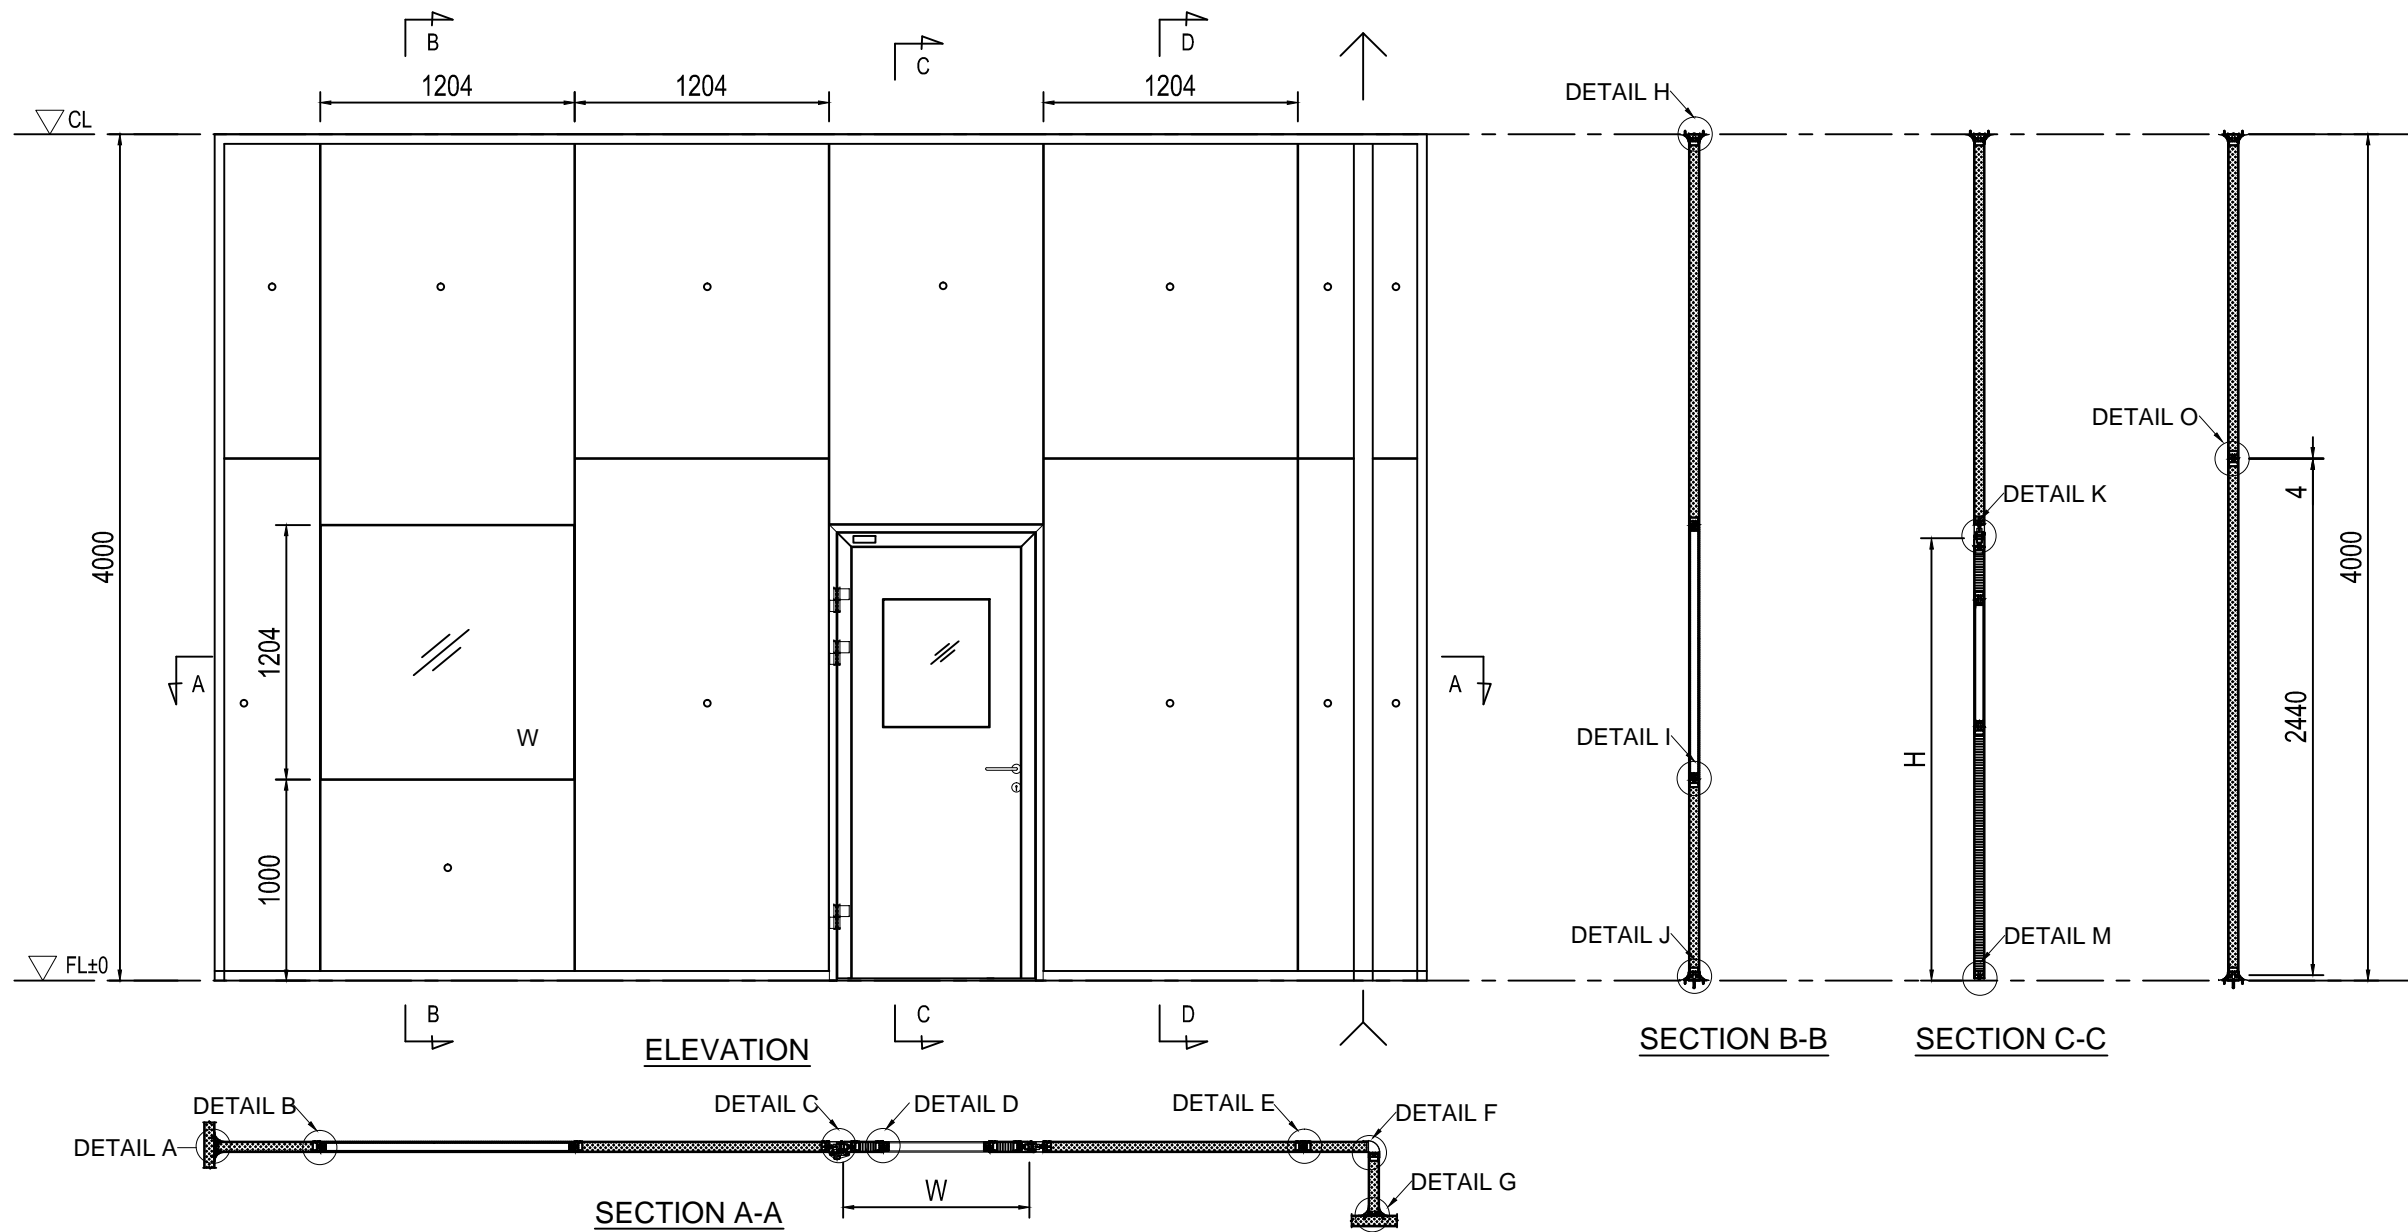 B
C
D
1204
1204
1204
DETAIL H
CL
DETAIL O
4
DETAIL K
4000
1204
4000
H
A
A
2440
W
DETAIL I
1000
DETAIL J
DETAIL M
FL±0
B
C
D
ELEVATION
SECTION B-B
SECTION C-C
DETAIL B
DETAIL C
DETAIL D
DETAIL E
DETAIL F
DETAIL A
DETAIL G
W
SECTION A-A